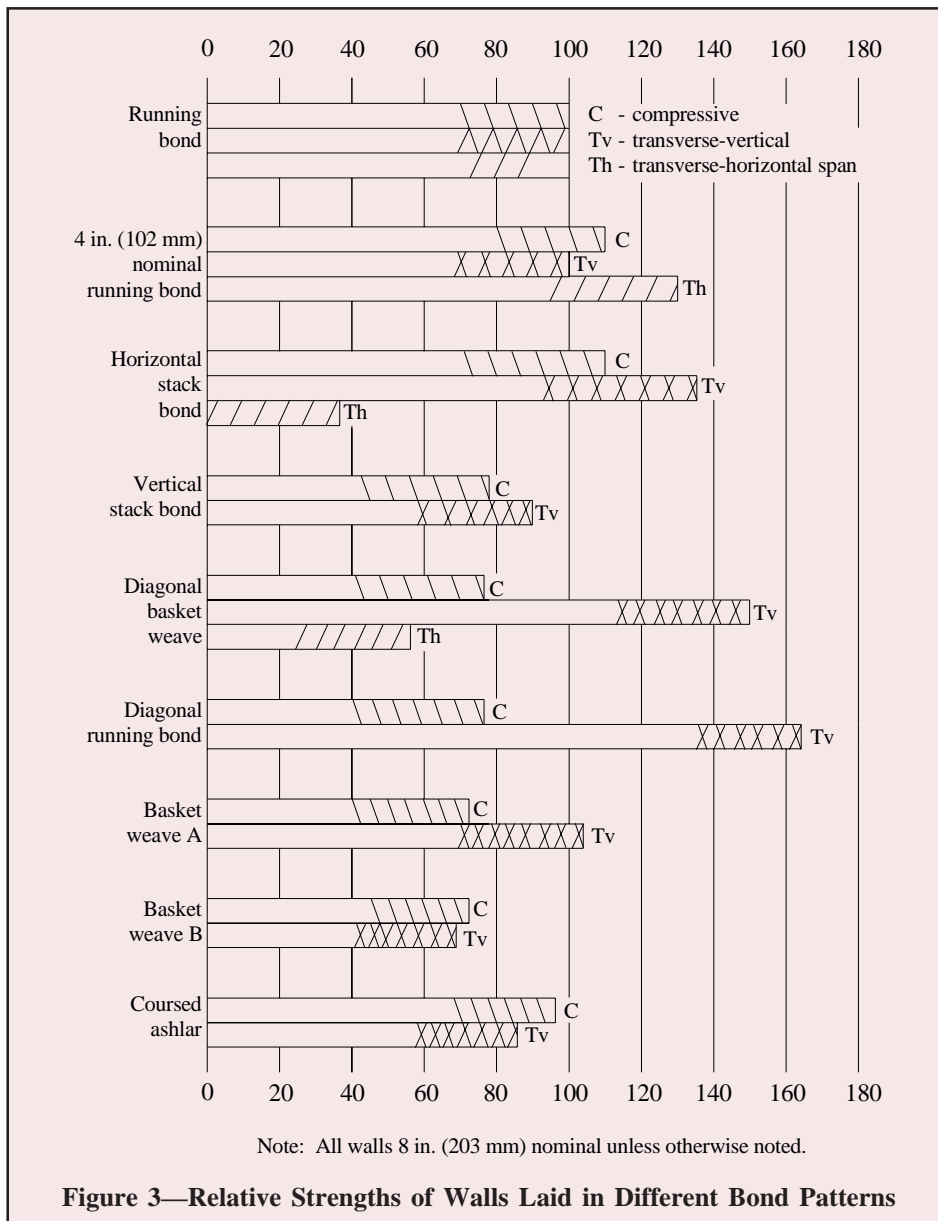 0 20 40 60 80 100 120 140 160 180
Running
bond
C - compressive
Tv - transverse-vertical
Th - transverse-horizontal span
4 in. (102 mm)
nominal
running bond
C
Tv
Th
Horizontal
stack
bond
C
Tv
Th
Vertical
stack bond
C
Tv
Diagonal
basket
weave
C
Tv
Th
Diagonal
running bond
C
Tv
Basket
weave A
C
Tv
Basket
weave B
C
Tv
Coursed
ashlar
C
Tv
0 20 40 60 80 100 120 140 160 180
Note: All walls 8 in. (203 mm) nominal unless otherwise noted.
Figure 3—Relative Strengths of Walls Laid in Different Bond Patterns